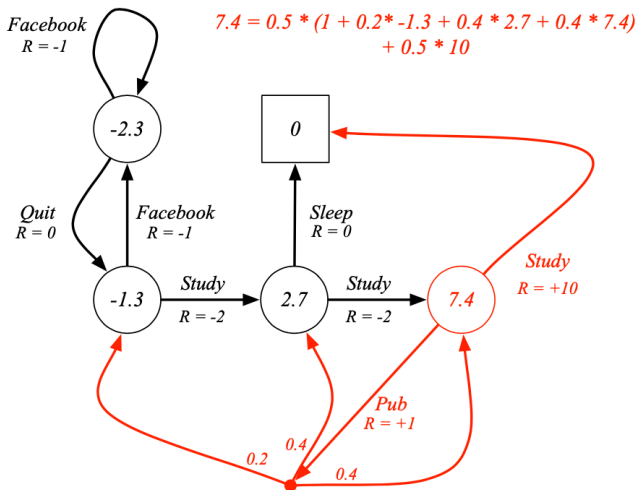 Facebook
R = -1
7.4 = 0.5 * (1 + 0.2* -1.3 + 0.4 * 2.7 + 0.4 * 7.4)
+ 0.5 * 10
-2.3
0
Quit
R = 0
Facebook
R = -1
Sleep
R = 0
Study
R = +10
-1.3
Study
R = -2
2.7
Study
R = -2
7.4
Pub
R = +1
0.2
0.4
0.4